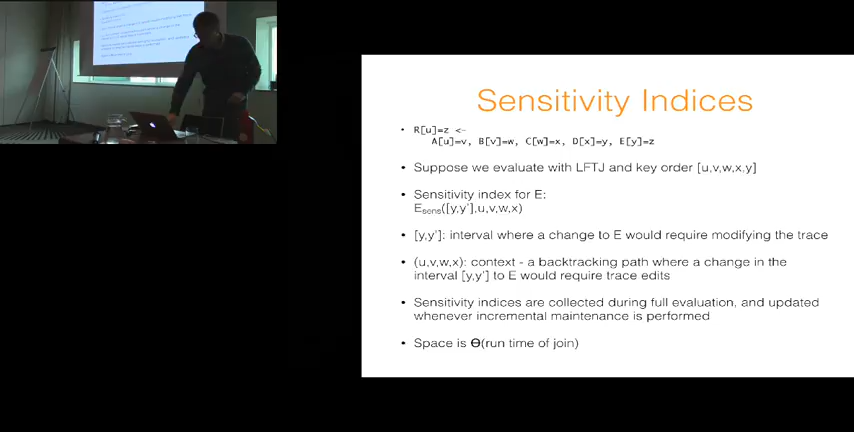 Sensitivity Indices
• R[u]=z <-
A[u]=v, B[v]=w, C[w]=x, D[x]=y, E[y]=z
• Suppose we evaluate with LFTJ and key order [u,v,w,x,y]
• Sensitivity index for E:
Esens([y,y'],u,v,w,x)
• [y,y']: interval where a change to E would require modifying the trace
• (u,v,w,x): context - a backtracking path where a change in the
interval [y,y'] to E would require trace edits
• Sensitivity indices are collected during full evaluation, and updated
whenever incremental maintenance is performed
• Space is Θ(run time of join)